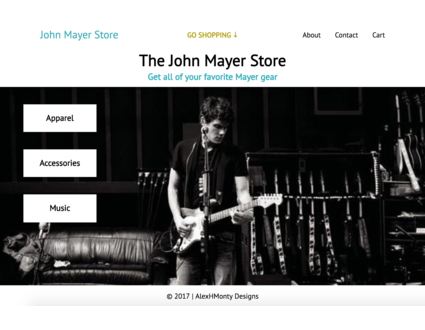 John Mayer Store
GO SHOPPING ↓
About
Contact
Cart
The John Mayer Store
Get all of your favorite Mayer gear
Apparel
Accessories
Music
© 2017 | AlexHMonty Designs